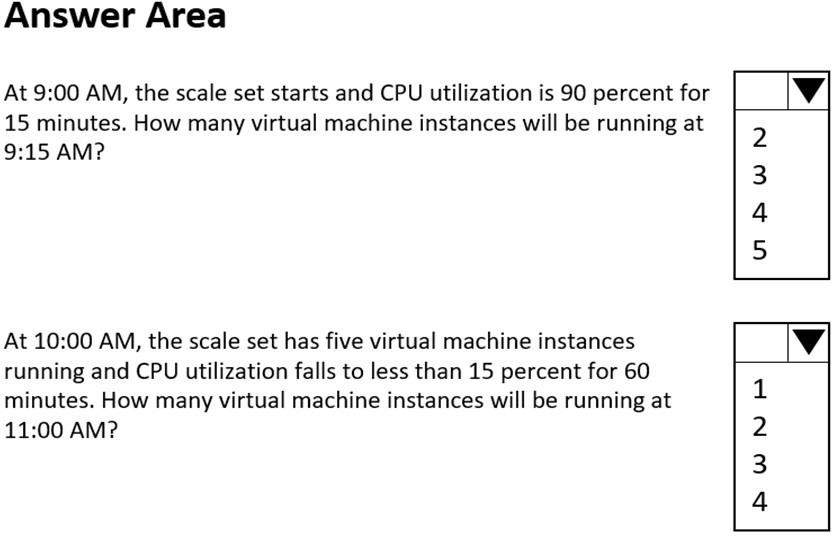 Answer Area
At 9:00 AM, the scale set starts and CPU utilization is 90 percent for
15 minutes. How many virtual machine instances will be running at
9:15 AM?
2
3
4
5
At 10:00 AM, the scale set has five virtual machine instances
running and CPU utilization falls to less than 15 percent for 60
minutes. How many virtual machine instances will be running at
11:00 AM?
1
2
3
4